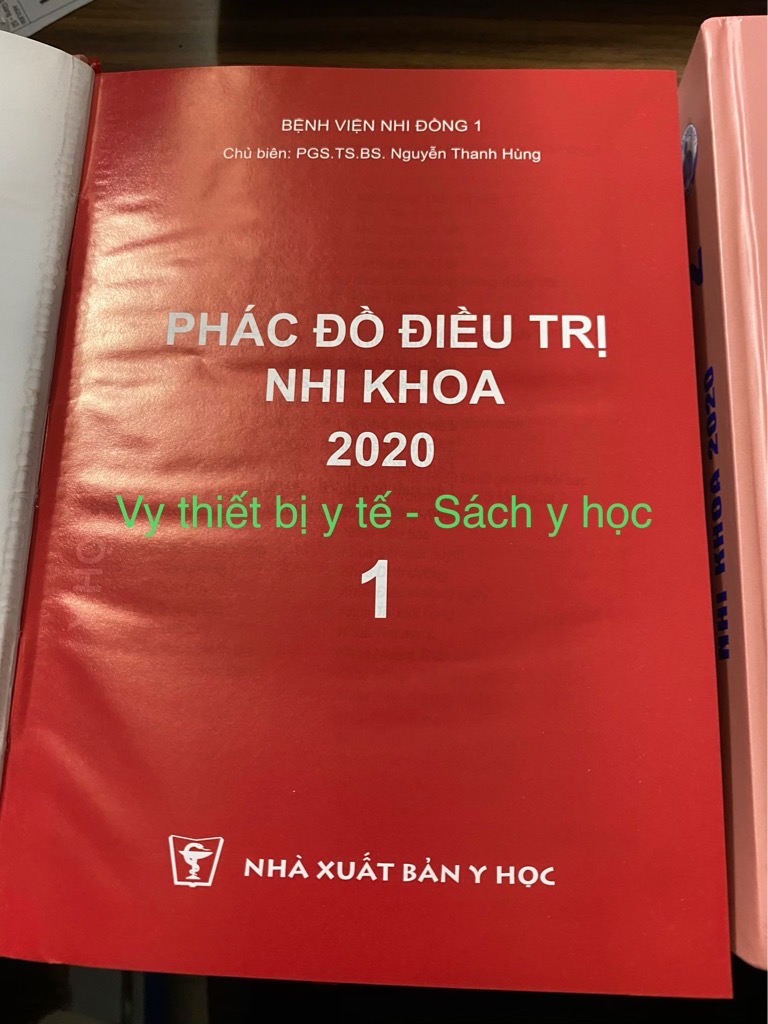 BỆNH VIỆN NHI ĐỒNG 1
Chủ biên: PGS.TS.BS. Nguyễn Thanh Hùng
PHÁC ĐỒ ĐIỀU TRỊ
NHI KHOA
2020
Vy thiết bị y tế - Sách y học
1
NHÀ XUẤT BẢN Y HỌC
NHI KHOA 2020